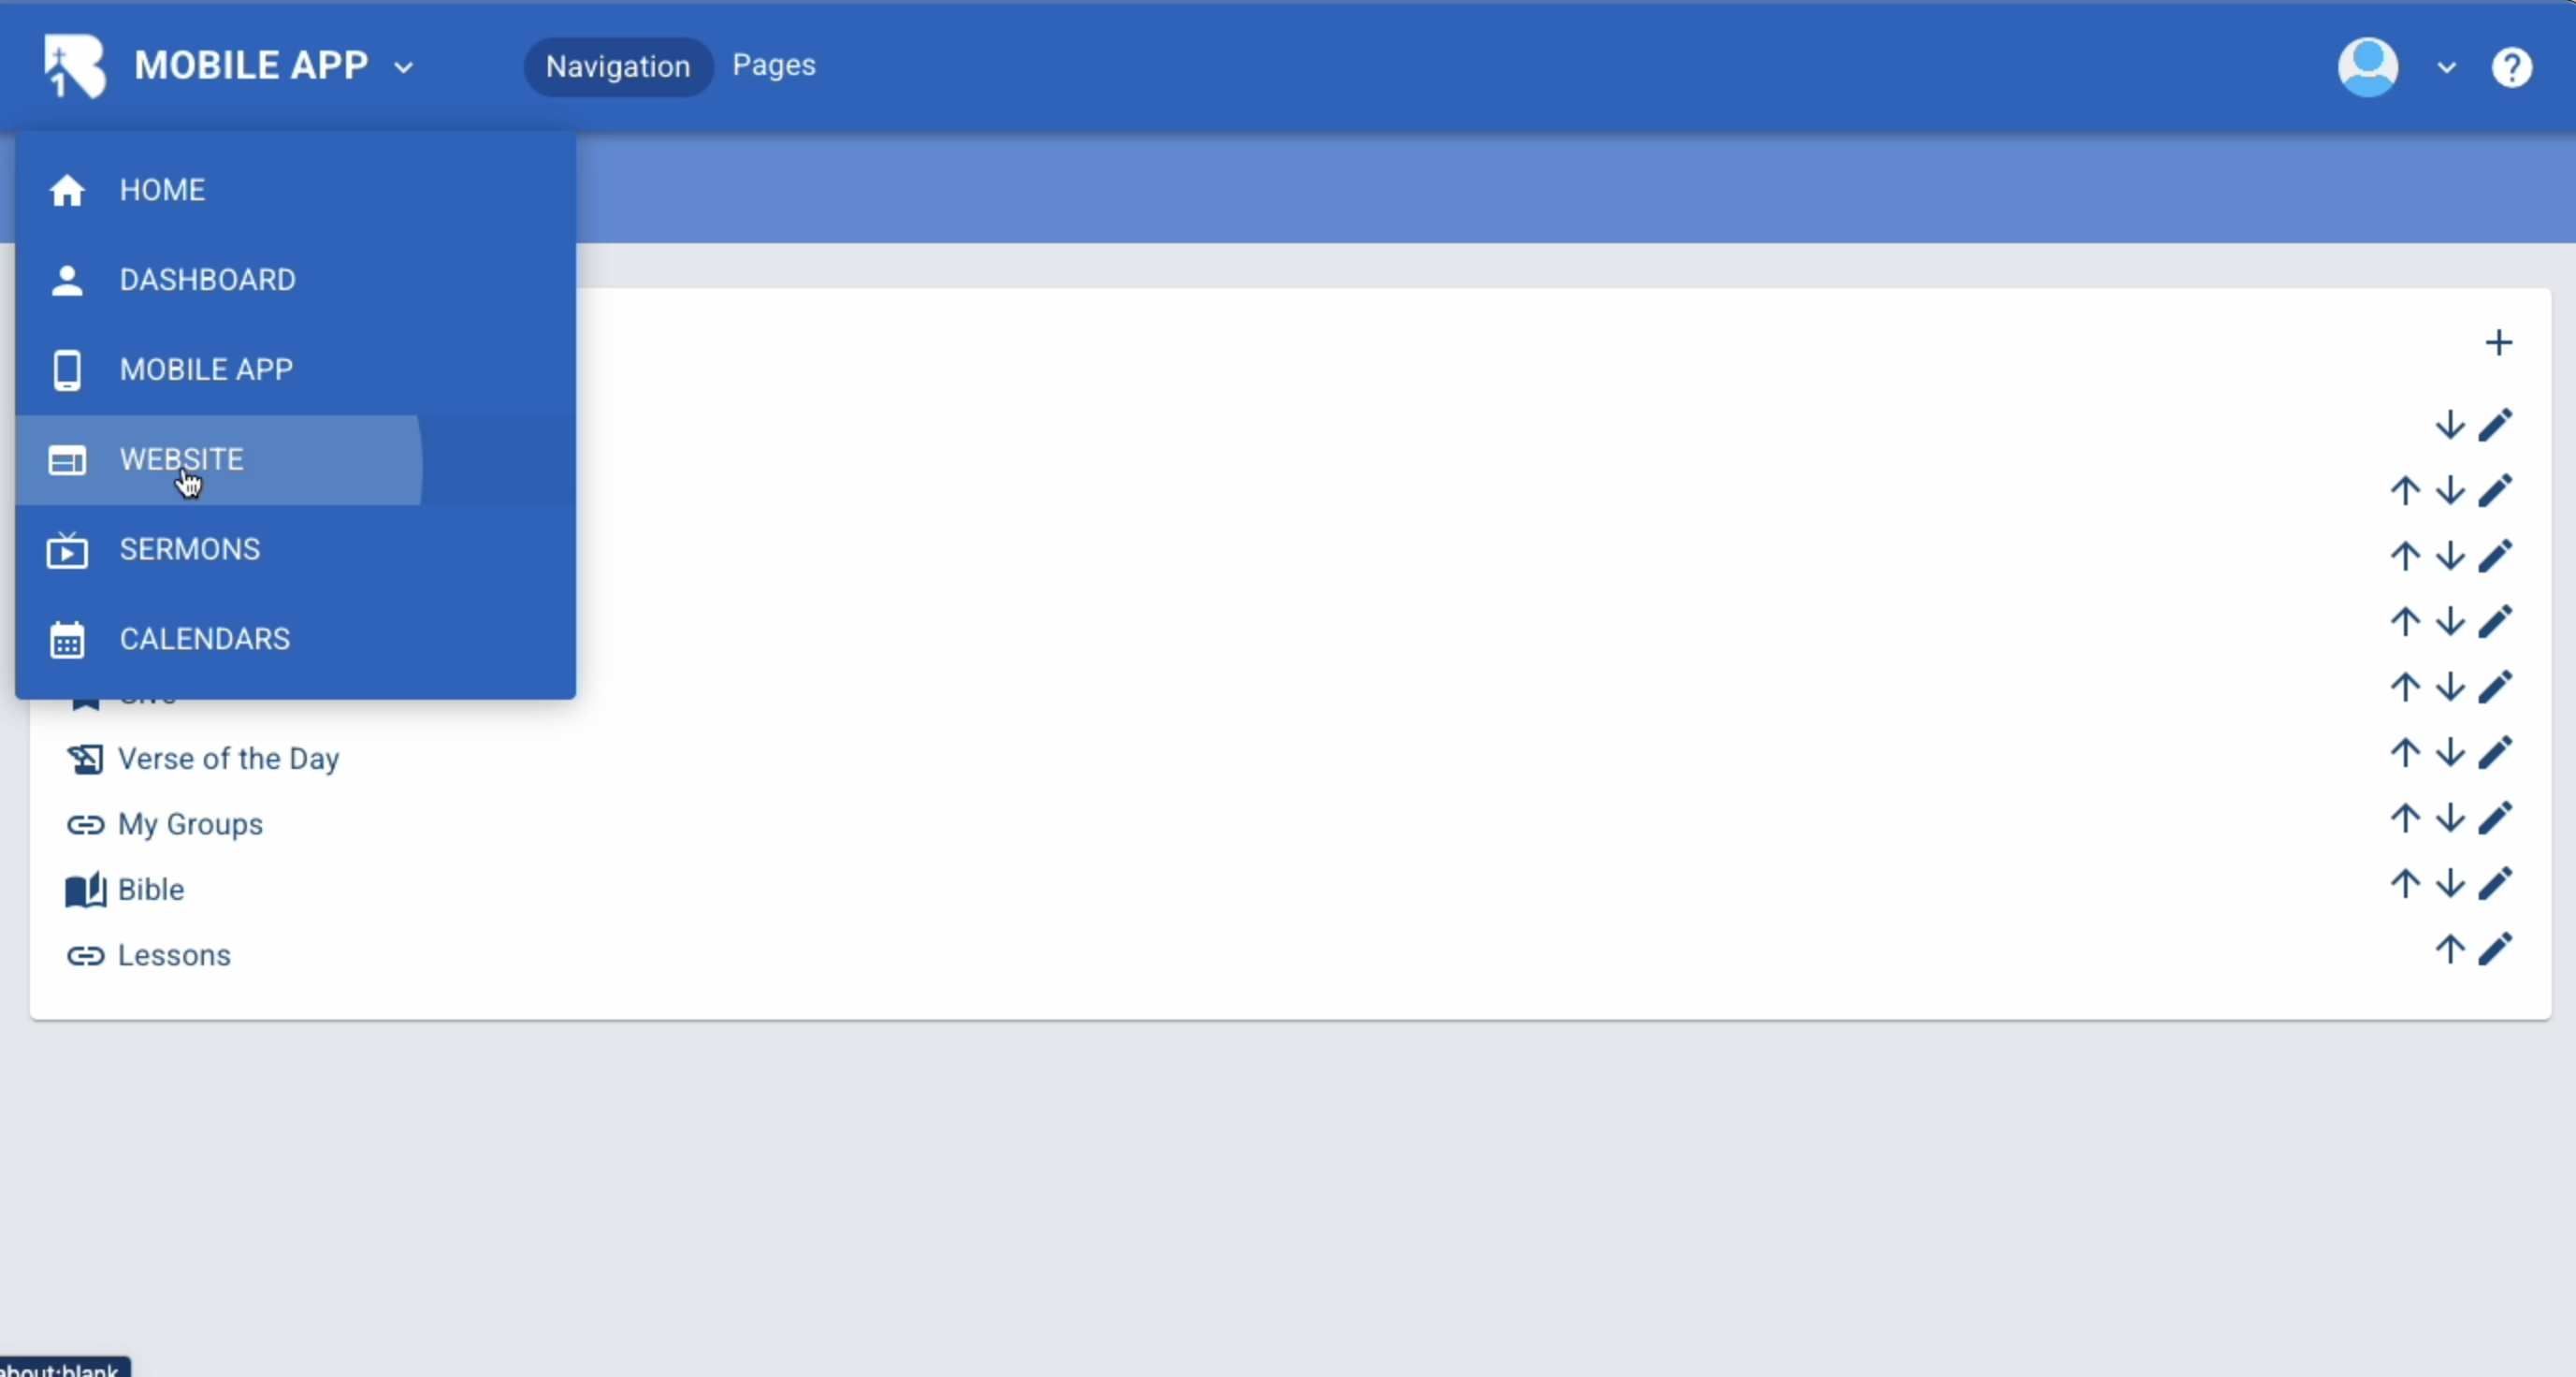 MOBILE APP
Navigation
Pages
HOME
DASHBOARD
MOBILE APP
WEBSITE
SERMONS
CALENDARS
Verse of the Day
My Groups
Bible
Lessons
about:blank